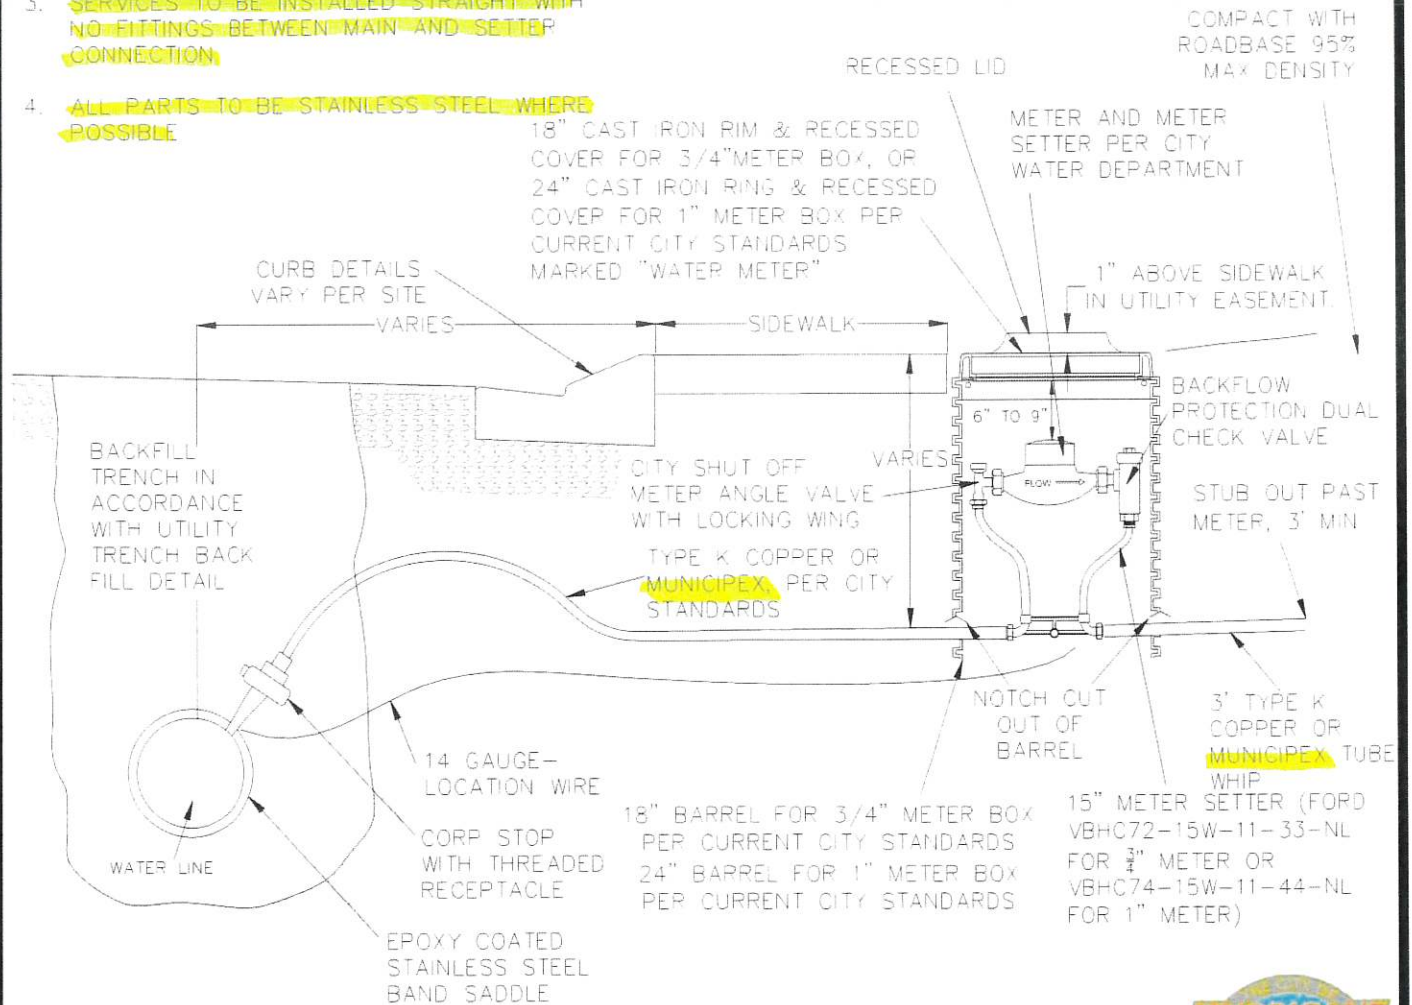 3. SERVICES TO BE INSTALLED STRAIGHT WITH
NO FITTINGS BETWEEN MAIN AND SETTER
CONNECTION
4. ALL PARTS TO BE STAINLESS STEEL WHERE
POSSIBLE
COMPACT WITH
ROADBASE 95%
MAX DENSITY
RECESSED LID
METER AND METER
SETTER PER CITY
WATER DEPARTMENT
18" CAST IRON RIM & RECESSED
COVER FOR 3/4"METER BOX, OR
24" CAST IRON RING & RECESSED
COVER FOR 1" METER BOX PER
CURRENT CITY STANDARDS
MARKED "WATER METER"
CURB DETAILS
VARY PER SITE
VARIES
SIDEWALK
1" ABOVE SIDEWALK
IN UTILITY EASEMENT.
BACKFLOW
PROTECTION DUAL
CHECK VALVE
6" TO 9"
VARIES
FLOW
BACKFILL
TRENCH IN
ACCORDANCE
WITH UTILITY
TRENCH BACK
FILL DETAIL
CITY SHUT OFF
METER ANGLE VALVE
WITH LOCKING WING
STUB OUT PAST
METER, 3' MIN
TYPE K COPPER OR
MUNICIPEX, PER CITY
STANDARDS
NOTCH CUT
OUT OF
BARREL
3' TYPE K
COPPER OR
MUNICIPEX TUBE
WHIP
14 GAUGE-
LOCATION WIRE
CORP STOP
WITH THREADED
RECEPTACLE
WATER LINE
18" BARREL FOR 3/4" METER BOX
PER CURRENT CITY STANDARDS
24" BARREL FOR 1" METER BOX
PER CURRENT CITY STANDARDS
15" METER SETTER (FORD
VBHC72-15W-11-33-NL
FOR 3/4" METER OR
VBHC74-15W-11-44-NL
FOR 1" METER)
EPOXY COATED
STAINLESS STEEL
BAND SADDLE
THE CITY OF